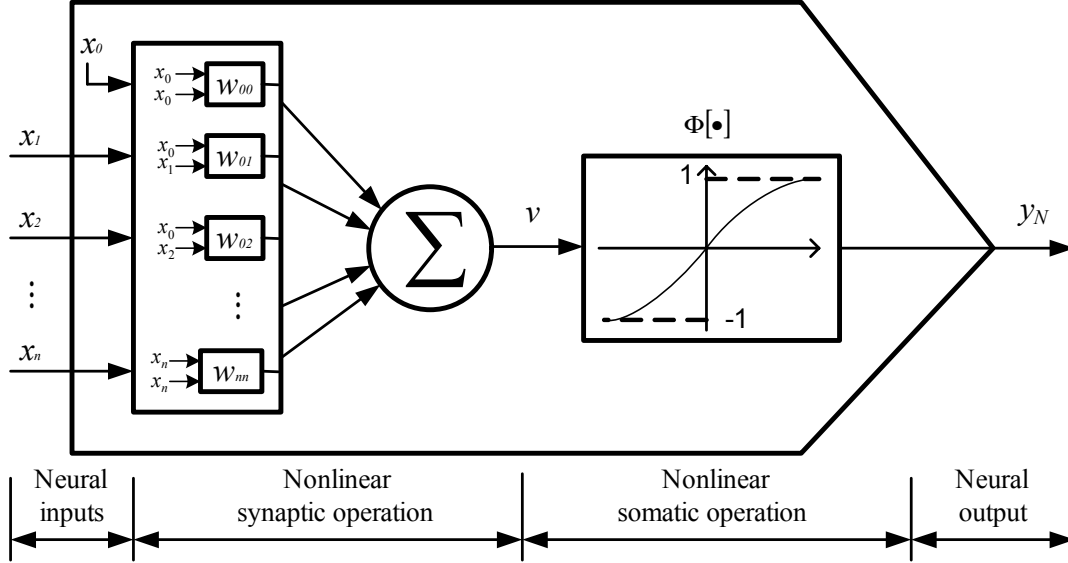 x₀
x₁
x₂
⋮
xₙ
x₀
x₀
w₀₀
x₀
x₁
w₀₁
x₀
x₂
w₀₂
⋮
xₙ
xₙ
wₙₙ
Σ
v
Φ[•]
1
-1
y_N
Neural
inputs
Nonlinear
synaptic operation
Nonlinear
somatic operation
Neural
output